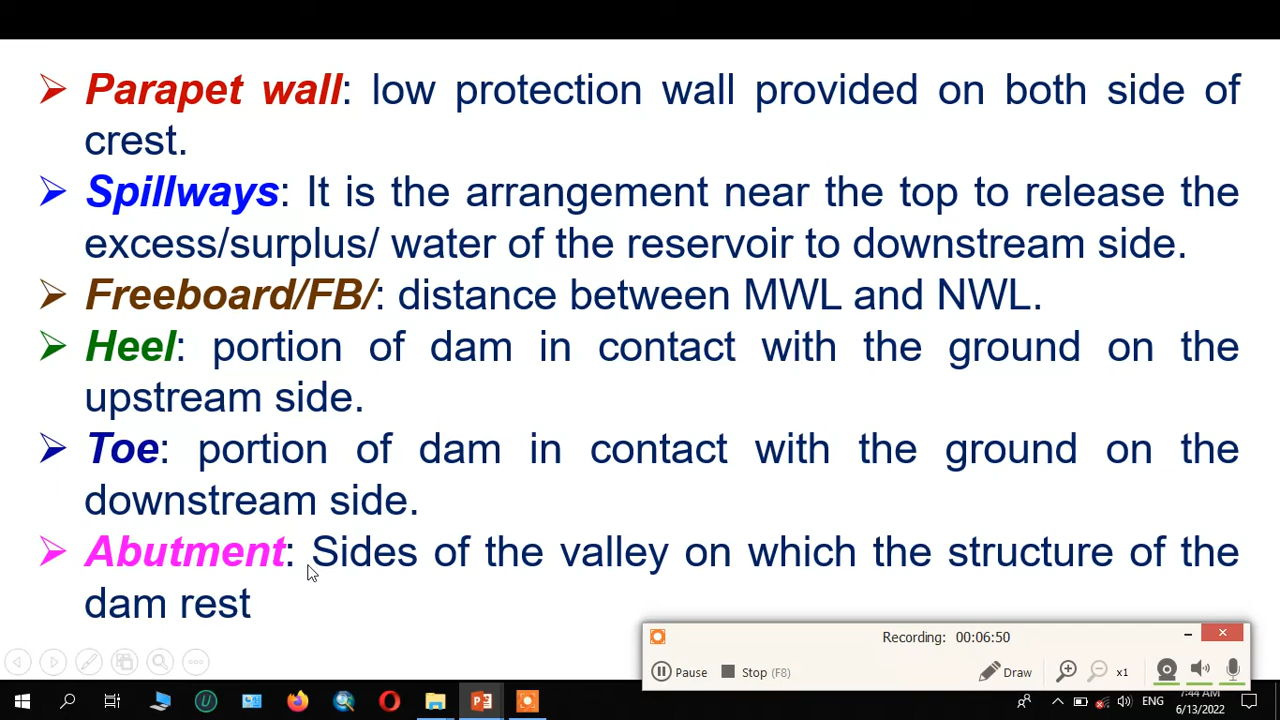 Parapet wall: low protection wall provided on both side of
crest.
Spillways: It is the arrangement near the top to release the
excess/surplus/ water of the reservoir to downstream side.
Freeboard/FB/: distance between MWL and NWL.
Heel: portion of dam in contact with the ground on the
upstream side.
Toe: portion of dam in contact with the ground on the
downstream side.
Abutment: Sides of the valley on which the structure of the
dam rest
Recording: 00:06:50
Pause Stop (F8) Draw x1
ENG
7:44 AM
6/13/2022